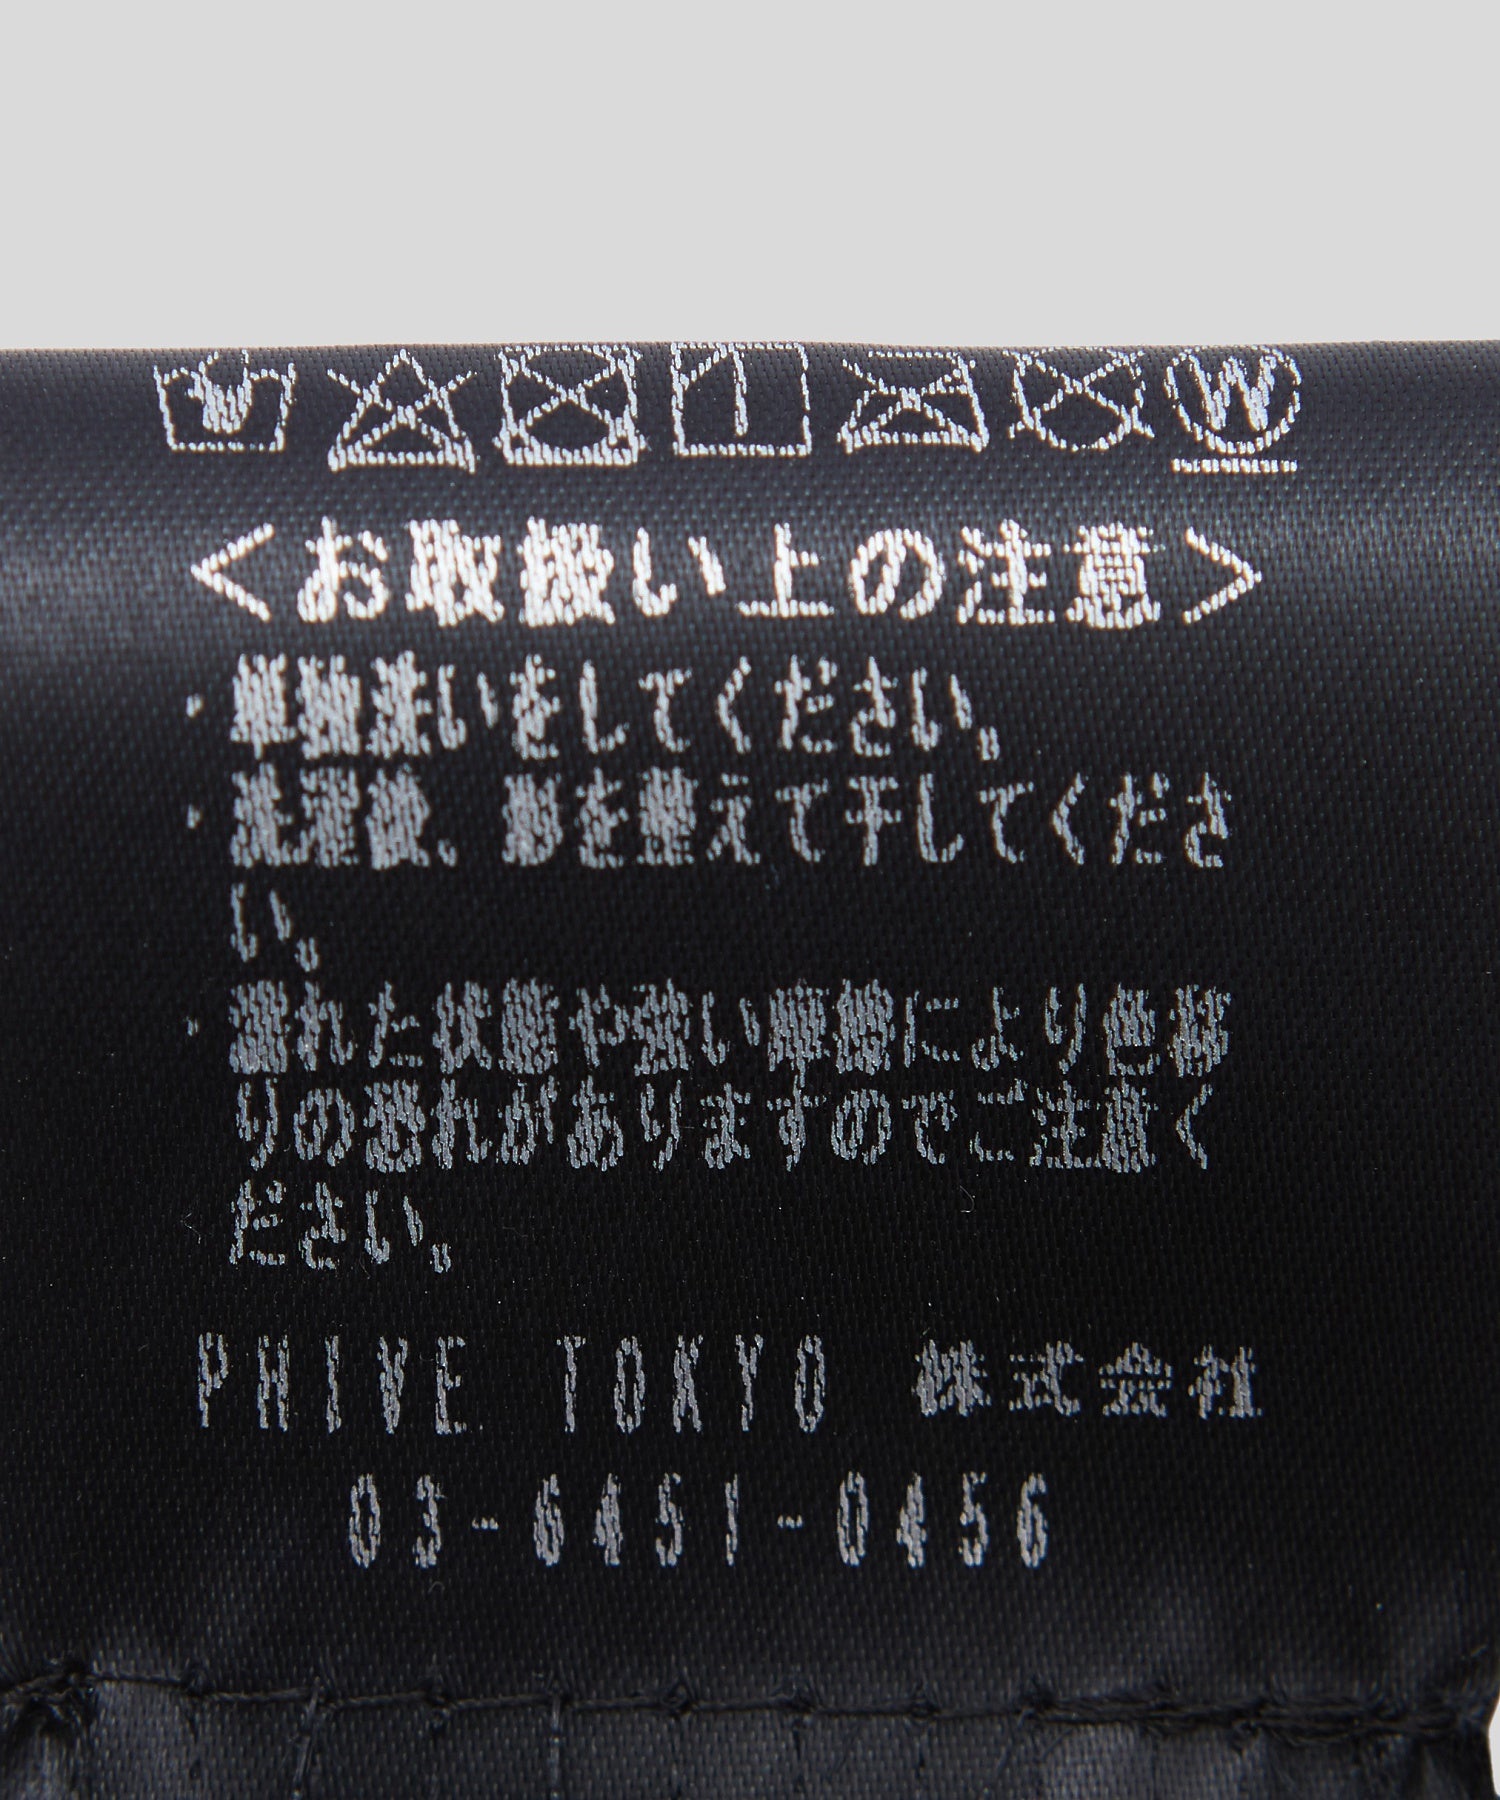 W
<お取扱い上の注意>
・単独洗いをしてください。
・洗濯後、形を整えて干してくださ
い。
・濡れた状態や強い摩擦により色移
りの恐れがありますのでご注意く
ださい。
PHIVE TOKYO 株式会社
03-6451-0456